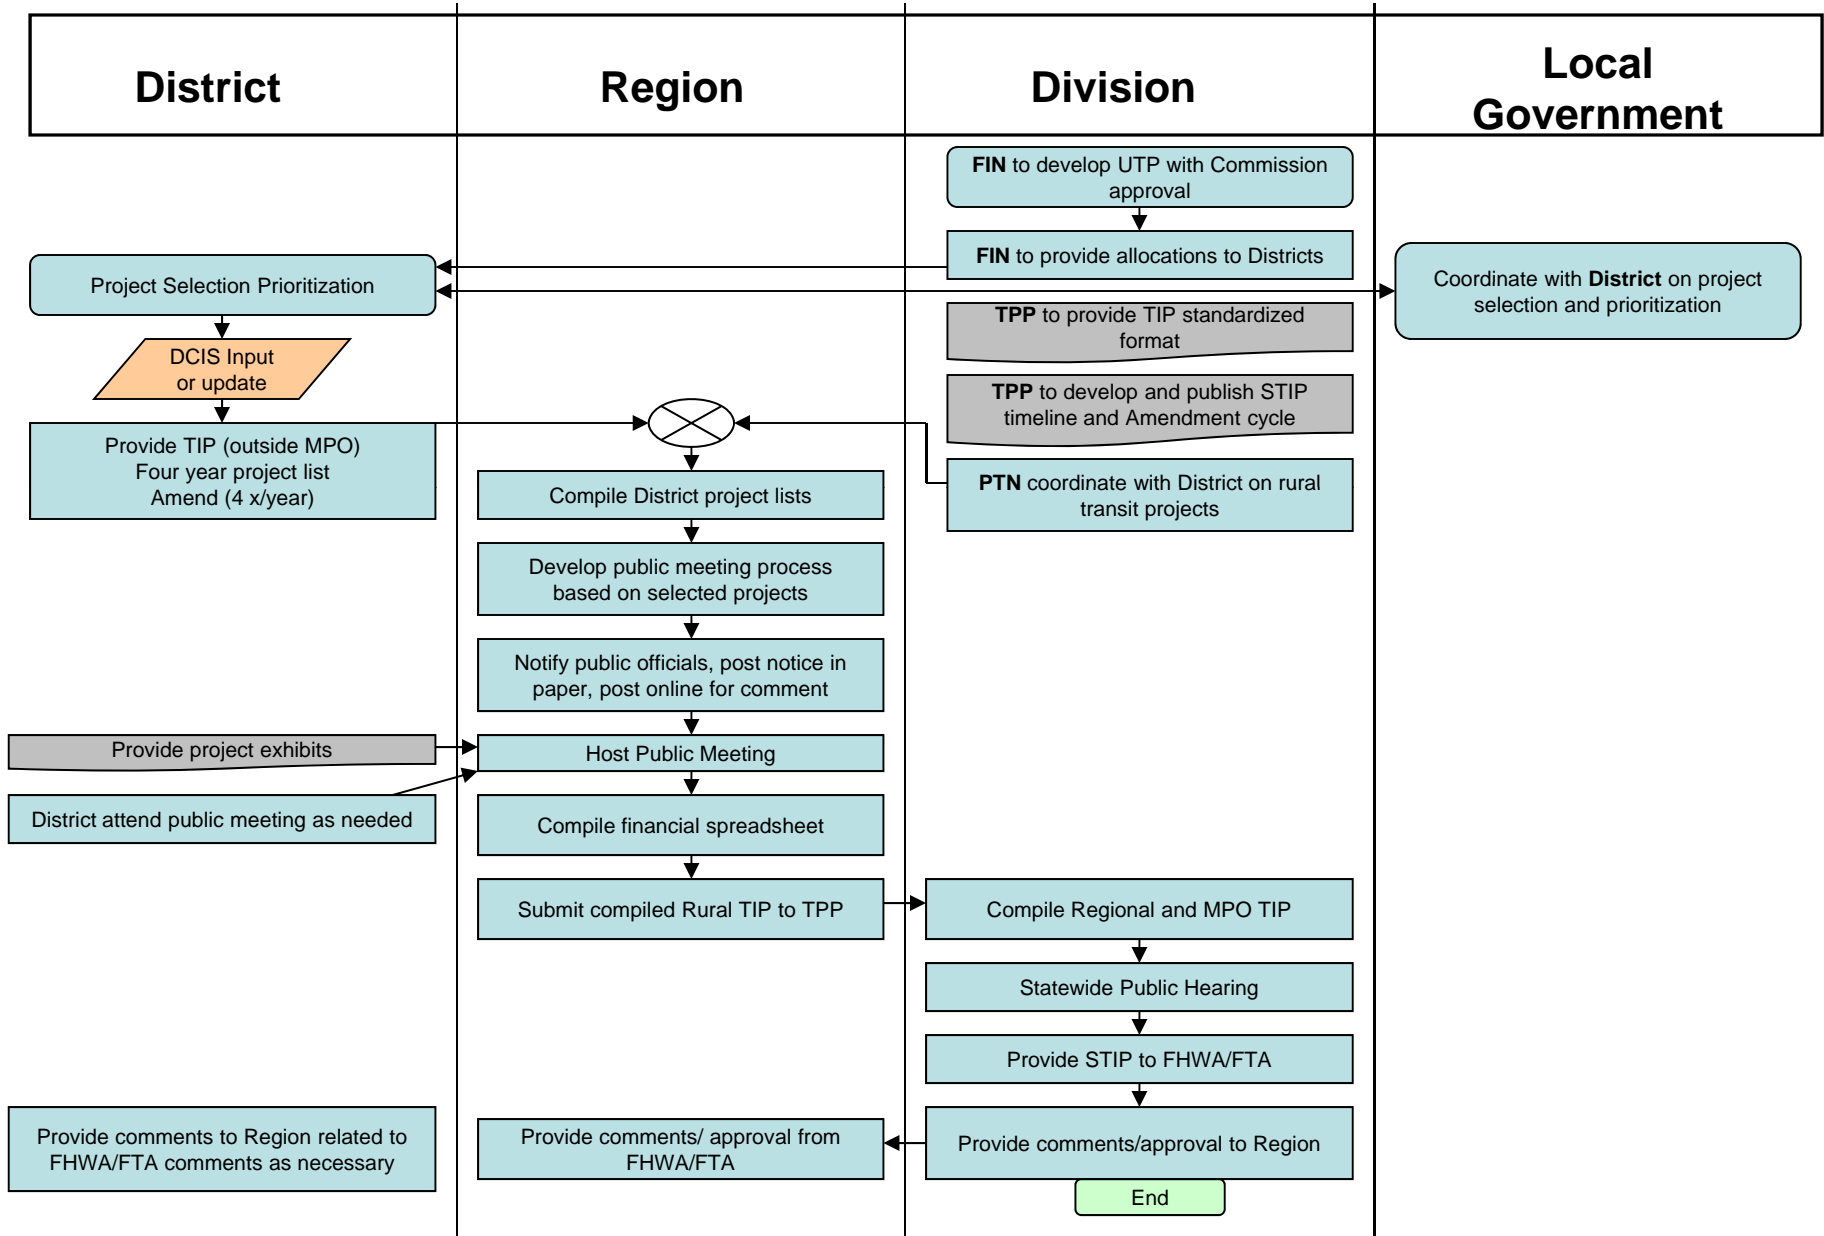 District
Region
Division
Local
Government
FIN to develop UTP with Commission
approval
FIN to provide allocations to Districts
Project Selection Prioritization
Coordinate with District on project
selection and prioritization
TPP to provide TIP standardized
format
DCIS Input
or update
TPP to develop and publish STIP
timeline and Amendment cycle
Provide TIP (outside MPO)
Four year project list
Amend (4 x/year)
Compile District project lists
PTN coordinate with District on rural
transit projects
Develop public meeting process
based on selected projects
Notify public officials, post notice in
paper, post online for comment
Provide project exhibits
Host Public Meeting
District attend public meeting as needed
Compile financial spreadsheet
Submit compiled Rural TIP to TPP
Compile Regional and MPO TIP
Statewide Public Hearing
Provide STIP to FHWA/FTA
Provide comments to Region related to
FHWA/FTA comments as necessary
Provide comments/ approval from
FHWA/FTA
Provide comments/approval to Region
End